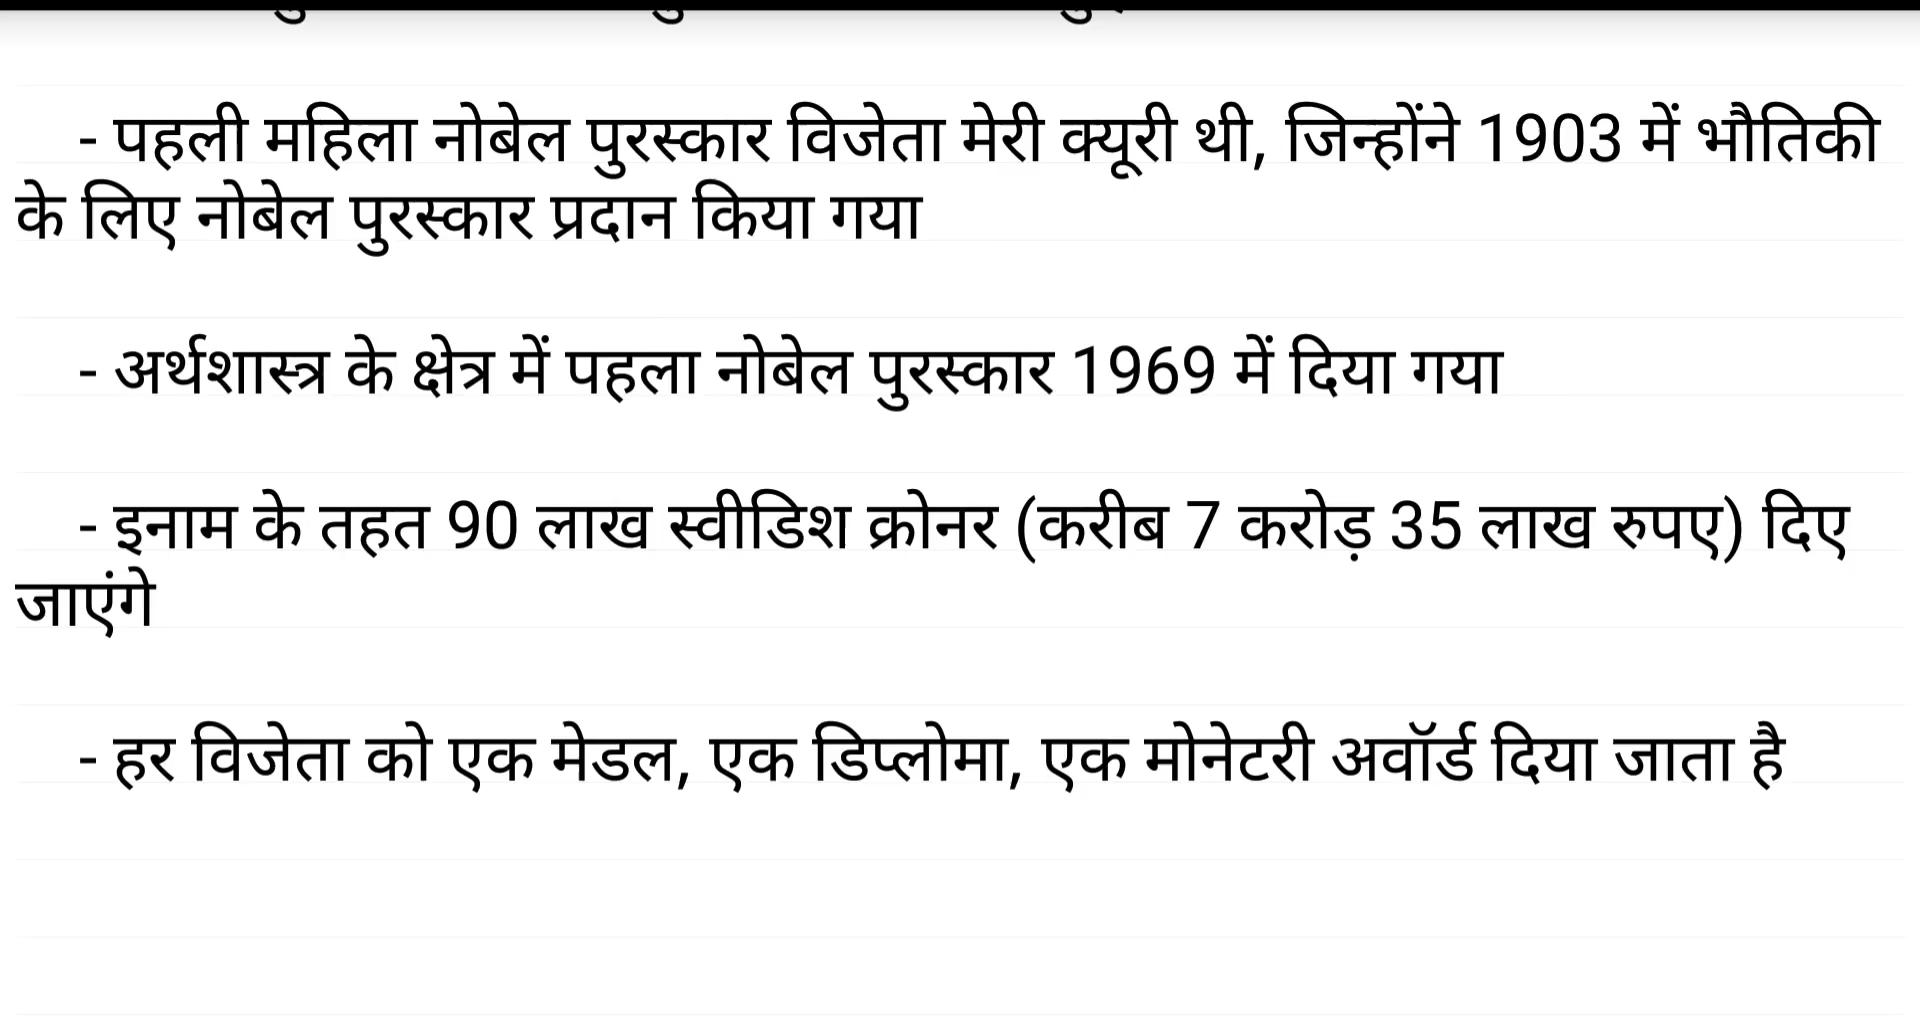 - पहली महिला नोबेल पुरस्कार विजेता मेरी क्यूरी थी, जिन्होंने 1903 में भौतिकी
के लिए नोबेल पुरस्कार प्रदान किया गया
- अर्थशास्त्र के क्षेत्र में पहला नोबेल पुरस्कार 1969 में दिया गया
- इनाम के तहत 90 लाख स्वीडिश क्रोनर (करीब 7 करोड़ 35 लाख रुपए) दिए
जाएंगे
- हर विजेता को एक मेडल, एक डिप्लोमा, एक मोनेटरी अवॉर्ड दिया जाता है